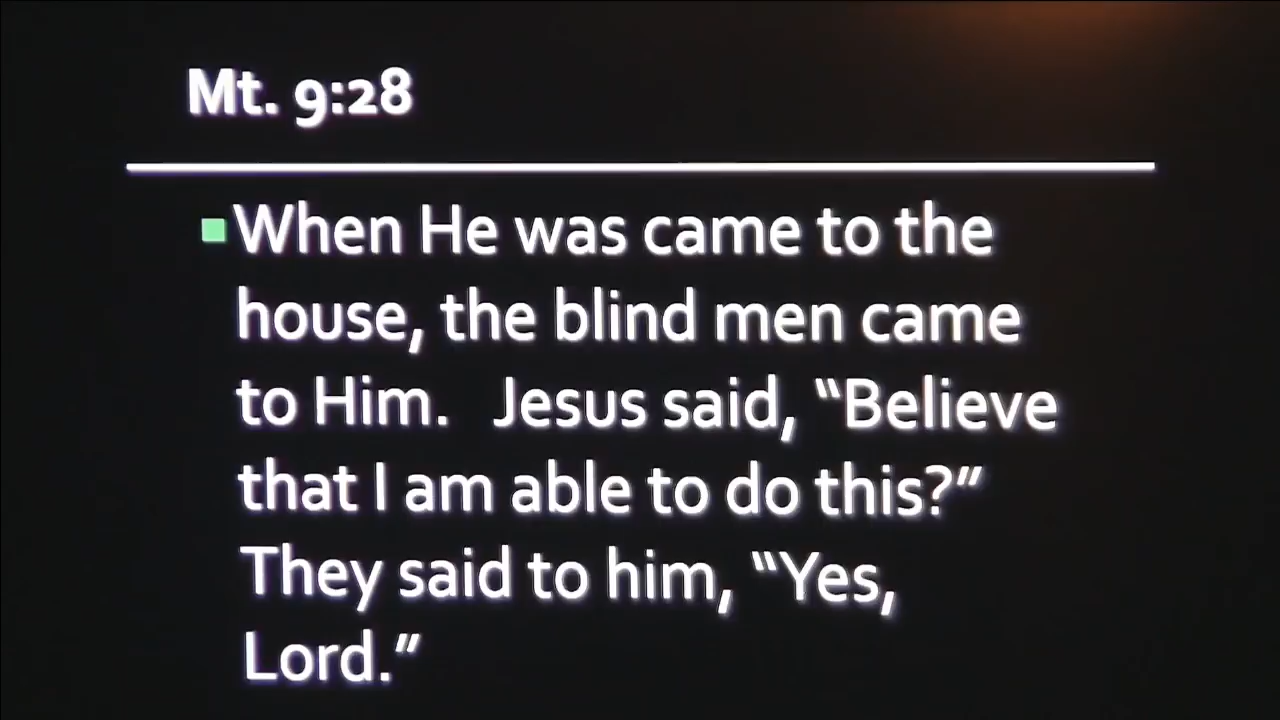 Mt. 9:28
When He was came to the
house, the blind men came
to Him. Jesus said, “Believe
that I am able to do this?”
They said to him, “Yes,
Lord.”